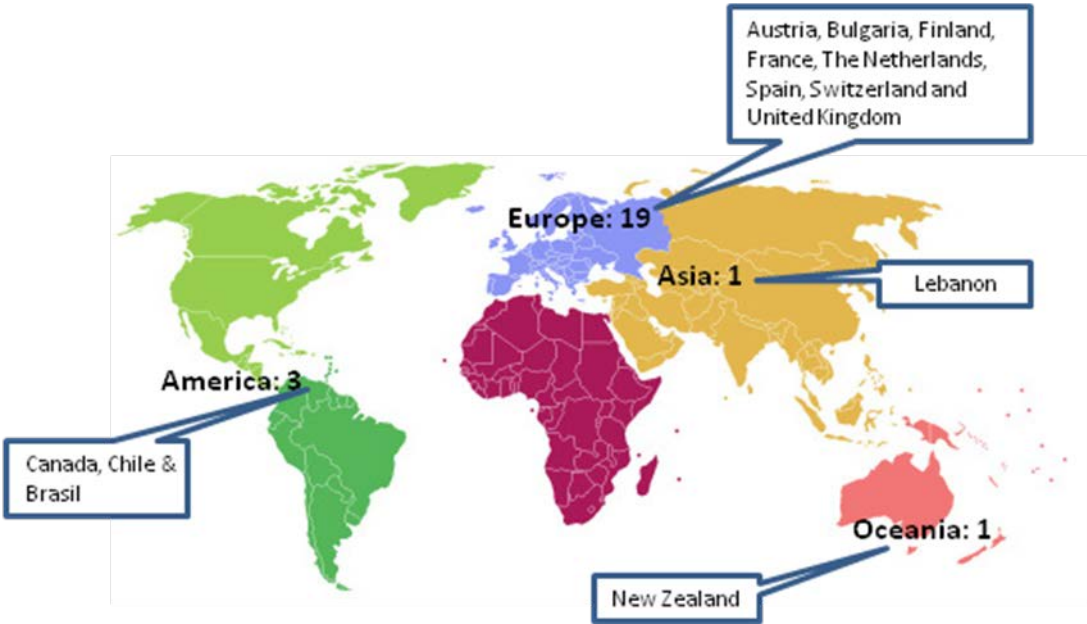 Austria, Bulgaria, Finland,
France, The Netherlands,
Spain, Switzerland and
United Kingdom
Europe: 19
Asia: 1
Lebanon
America: 3
Canada, Chile &
Brasil
Oceania: 1
New Zealand